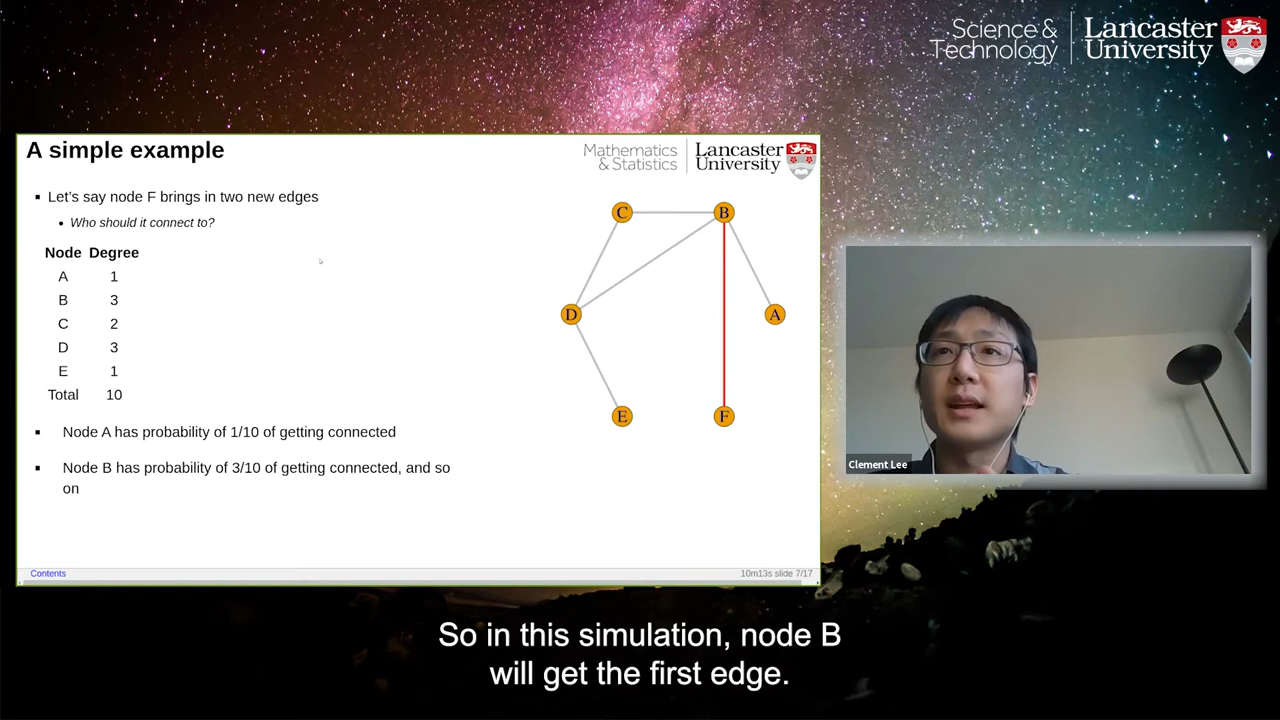 Science & Technology
Lancaster University
A simple example
Mathematics & Statistics
Lancaster University
Let's say node F brings in two new edges
Who should it connect to?
Node Degree
A 1
B 3
C 2
D 3
E 1
Total 10
Node A has probability of 1/10 of getting connected
Node B has probability of 3/10 of getting connected, and so
on
C
B
D
A
E
F
Contents
10m13s slide 7/17
Clement Lee
So in this simulation, node B
will get the first edge.